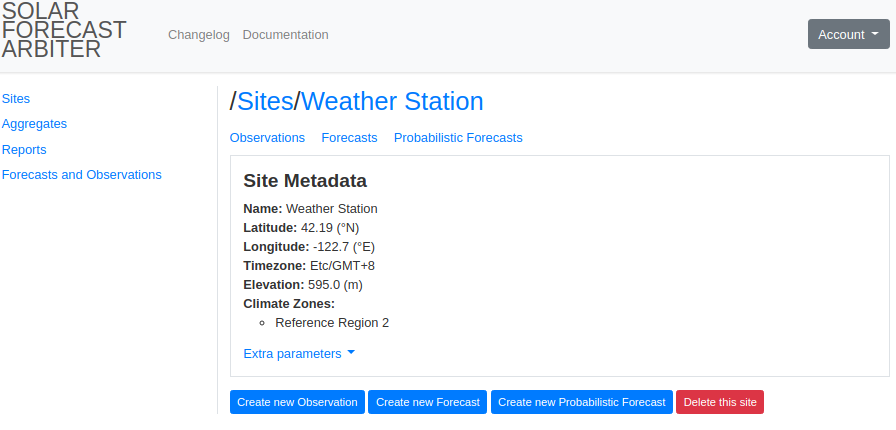 SOLAR
FORECAST
ARBITER
Changelog Documentation
Account
Sites
Aggregates
Reports
Forecasts and Observations
/Sites/Weather Station
Observations Forecasts Probabilistic Forecasts
Site Metadata
Name: Weather Station
Latitude: 42.19 (°N)
Longitude: -122.7 (°E)
Timezone: Etc/GMT+8
Elevation: 595.0 (m)
Climate Zones:
Reference Region 2
Extra parameters
Create new Observation Create new Forecast Create new Probabilistic Forecast Delete this site